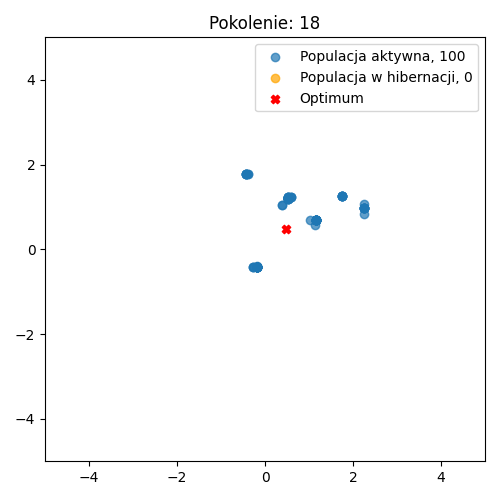 Pokolenie: 18
Populacja aktywna, 100
Populacja w hibernacji, 0
Optimum
4
2
0
−2
−4
−4 −2 0 2 4